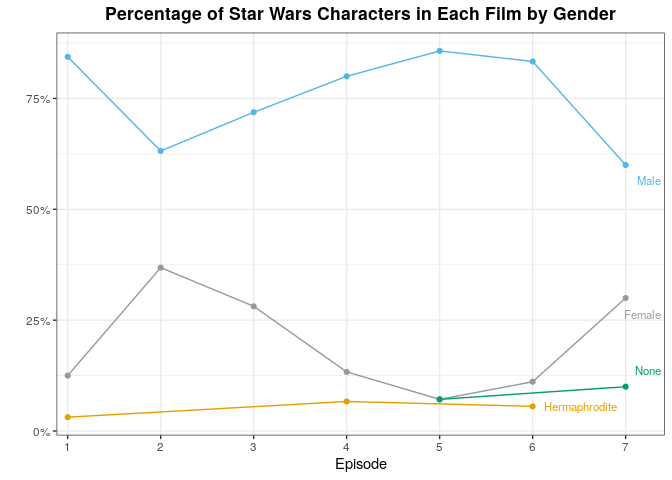 Percentage of Star Wars Characters in Each Film by Gender
75%
50%
25%
0%
Male
Female
None
Hermaphrodite
1 2 3 4 5 6 7
Episode